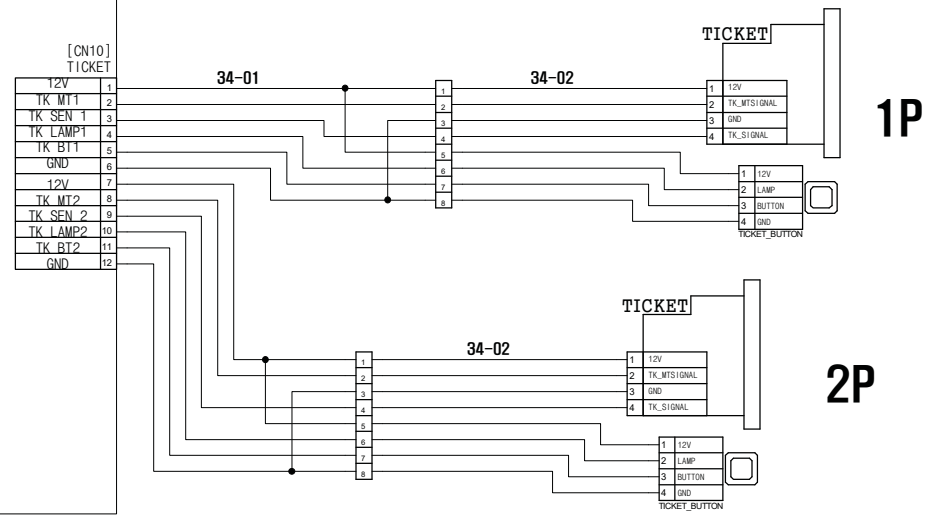 [CN10]
TICKET
12V 1
TK MT1 2
TK SEN 1 3
TK LAMP1 4
TK BT1 5
GND 6
12V 7
TK MT2 8
TK SEN 2 9
TK LAMP2 10
TK BT2 11
GND 12
34-01
1
2
3
4
5
6
7
8
34-02
TICKET
1 12V
2 TK_MTSIGNAL
3 GND
4 TK_SIGNAL
1P
1 12V
2 LAMP
3 BUTTON
4 GND
TICKET_BUTTON
1
2
3
4
5
6
7
8
34-02
TICKET
1 12V
2 TK_MTSIGNAL
3 GND
4 TK_SIGNAL
2P
1 12V
2 LAMP
3 BUTTON
4 GND
TICKET_BUTTON